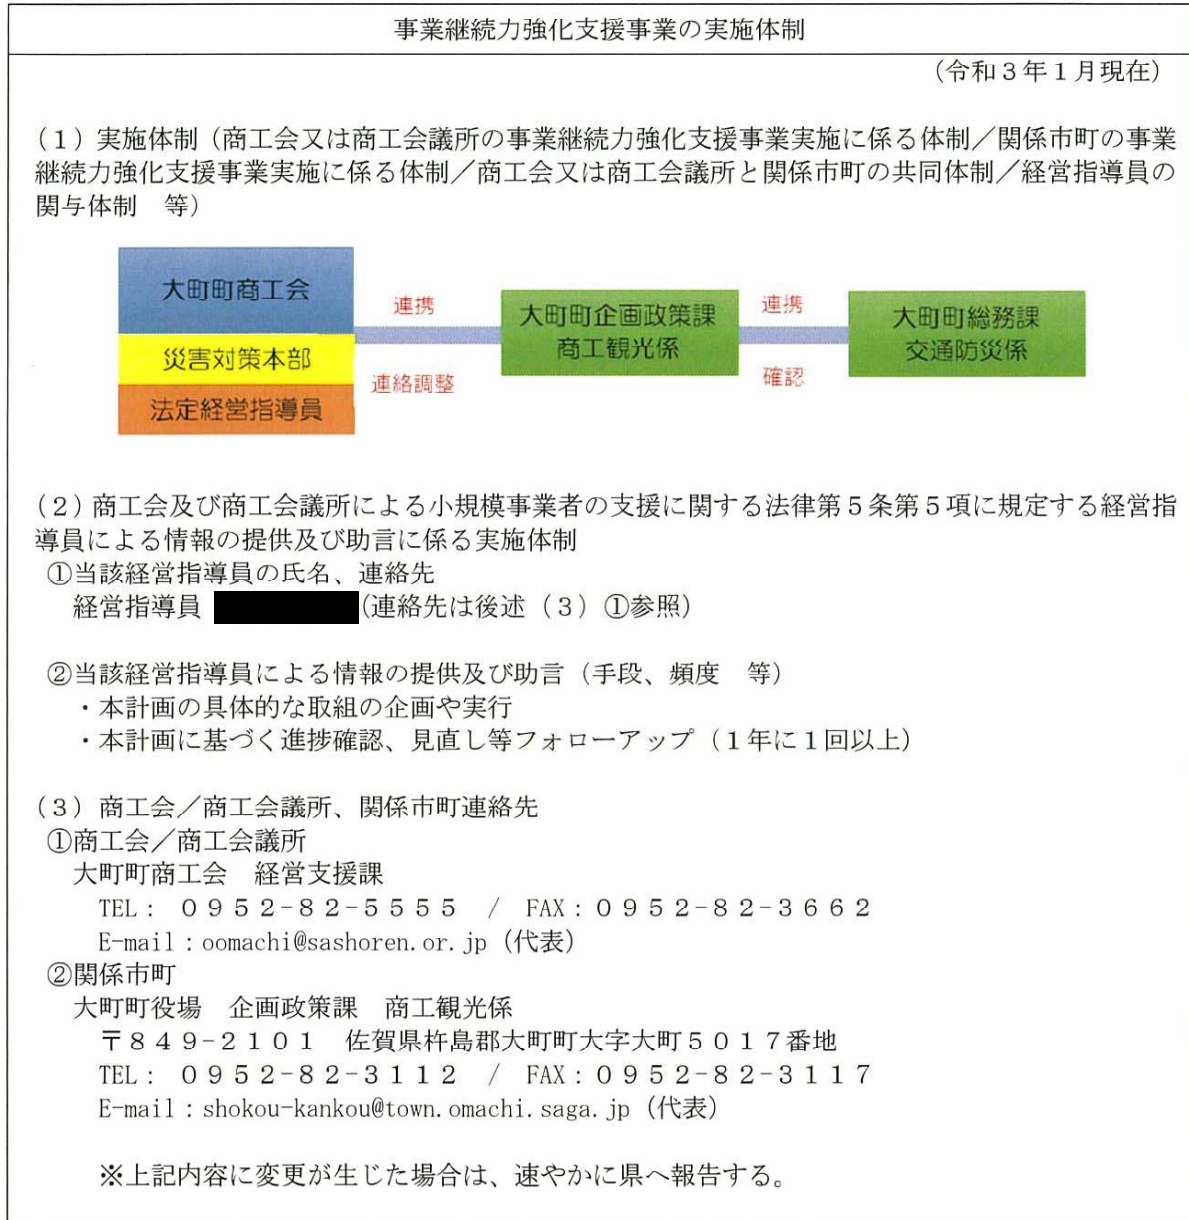 事業継続力強化支援事業の実施体制
（令和３年１月現在）
（１）実施体制（商工会又は商工会議所の事業継続力強化支援事業実施に係る体制／関係市町の事業
継続力強化支援事業実施に係る体制／商工会又は商工会議所と関係市町の共同体制／経営指導員の
関与体制　等）
大町町商工会
災害対策本部
法定経営指導員
連携
連絡調整
大町町企画政策課
商工観光係
連携
確認
大町町総務課
交通防災係
（２）商工会及び商工会議所による小規模事業者の支援に関する法律第５条第５項に規定する経営指
導員による情報の提供及び助言に係る実施体制
①当該経営指導員の氏名、連絡先
経営指導員 (連絡先は後述（３）①参照）
②当該経営指導員による情報の提供及び助言（手段、頻度　等）
・本計画の具体的な取組の企画や実行
・本計画に基づく進捗確認、見直し等フォローアップ（１年に１回以上）
（３）商工会／商工会議所、関係市町連絡先
①商工会／商工会議所
大町町商工会　経営支援課
TEL： ０９５２-８２-５５５５ / FAX：０９５２-８２-３６６２
E-mail：oomachi@sashoren.or.jp（代表）
②関係市町
大町町役場　企画政策課　商工観光係
〒８４９-２１０１　佐賀県杵島郡大町町大字大町５０１７番地
TEL： ０９５２-８２-３１１２ / FAX：０９５２-８２-３１１７
E-mail：shokou-kankou@town.omachi.saga.jp（代表）
※上記内容に変更が生じた場合は、速やかに県へ報告する。